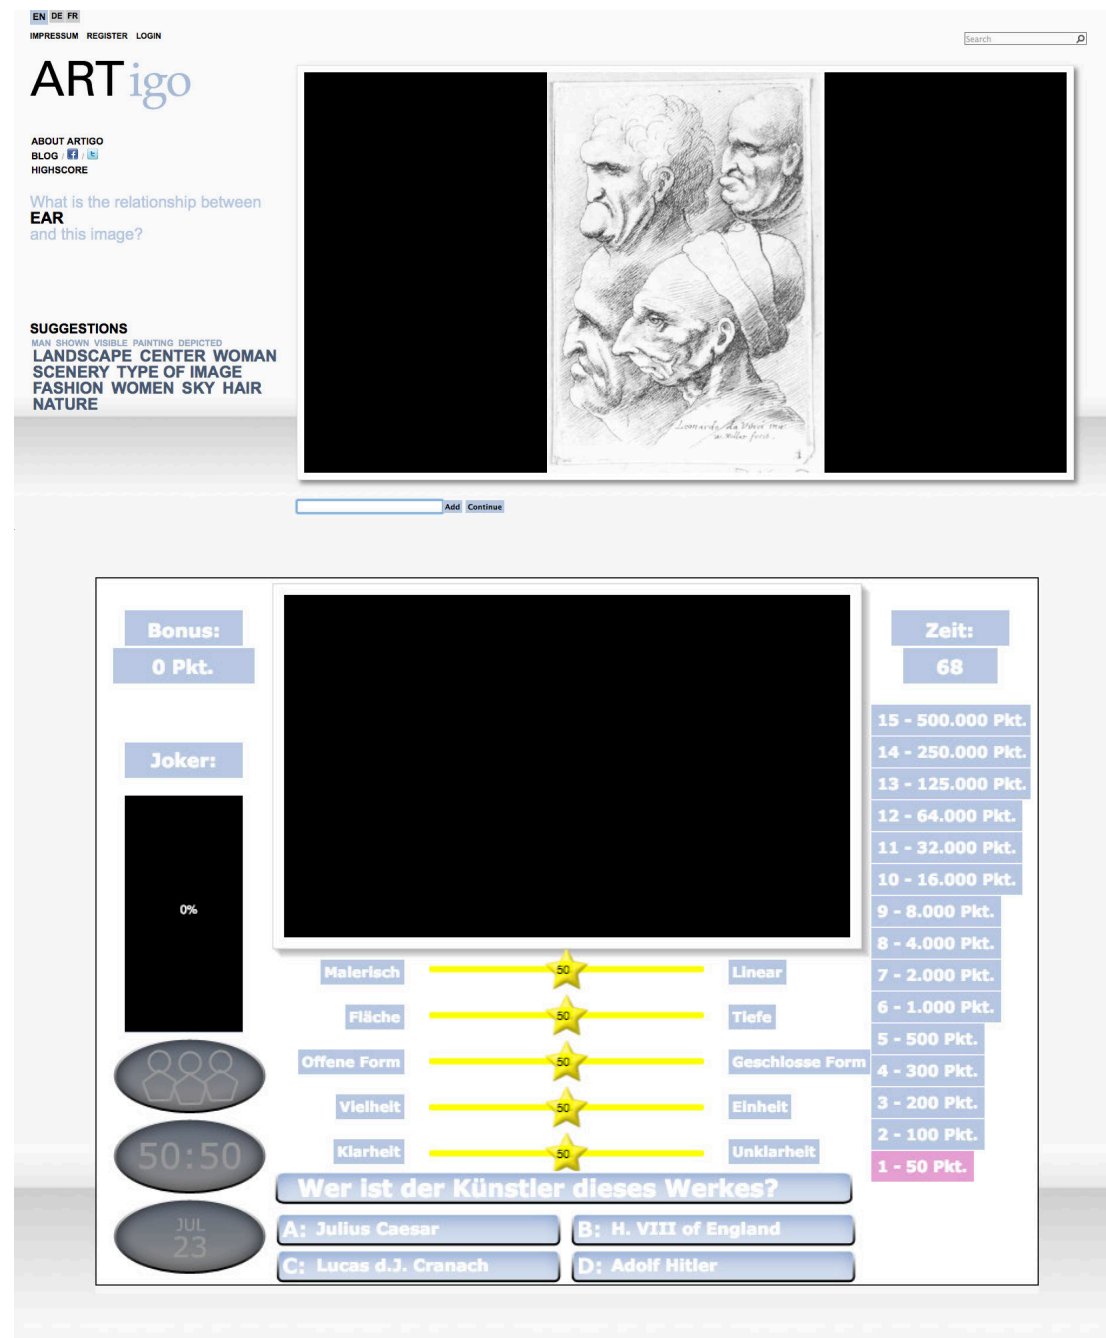 EN DE FR
IMPRESSUM REGISTER LOGIN
Search
ARTigo
ABOUT ARTIGO
BLOG / f / t
HIGHSCORE
What is the relationship between
EAR
and this image?
SUGGESTIONS
MAN SHOWN VISIBLE PAINTING DEPICTED
LANDSCAPE CENTER WOMAN
SCENERY TYPE OF IMAGE
FASHION WOMEN SKY HAIR
NATURE
Leonardo da Vinci
Add Continue
Bonus:
0 Pkt.
Joker:
0%
50:50
JUL
23
Zeit:
68
15 - 500.000 Pkt.
14 - 250.000 Pkt.
13 - 125.000 Pkt.
12 - 64.000 Pkt.
11 - 32.000 Pkt.
10 - 16.000 Pkt.
9 - 8.000 Pkt.
8 - 4.000 Pkt.
7 - 2.000 Pkt.
6 - 1.000 Pkt.
5 - 500 Pkt.
4 - 300 Pkt.
3 - 200 Pkt.
2 - 100 Pkt.
1 - 50 Pkt.
Malerisch 50 Linear
Fläche 50 Tiefe
Offene Form 50 Geschlosse Form
Vielheit 50 Einheit
Klarheit 50 Unklarheit
Wer ist der Künstler dieses Werkes?
A: Julius Caesar B: H. VIII of England
C: Lucas d.J. Cranach D: Adolf Hitler